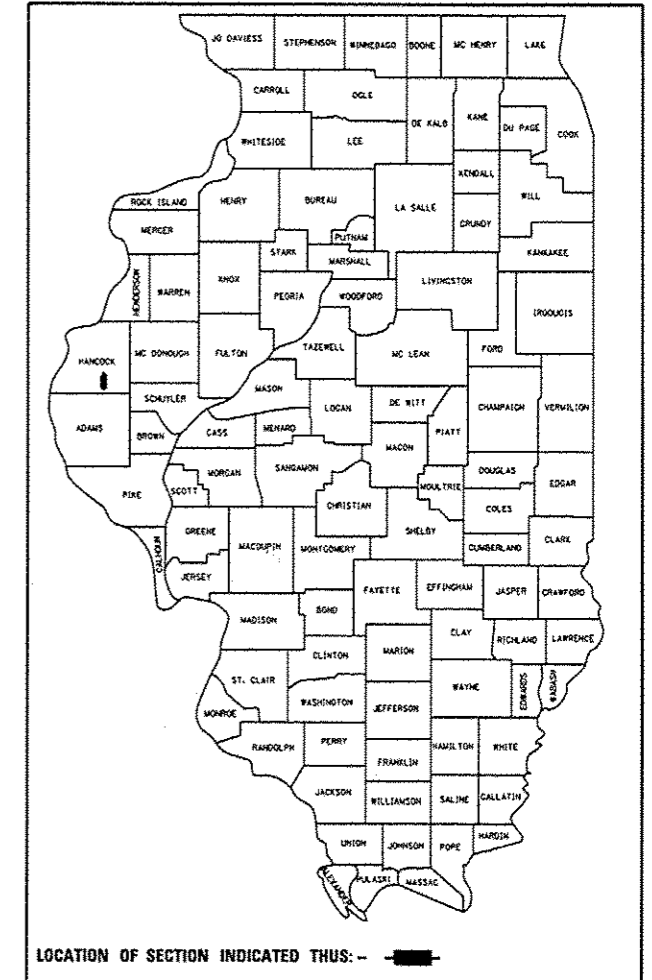 JO DAVIESS STEPHENSON WINNEBAGO BOONE MC HENRY LAKE
CARROLL OGLE DE KALB KANE DU PAGE COOK
WHITESIDE LEE KENDALL WILL
ROCK ISLAND HENRY BUREAU LA SALLE GRUNDY
MERCER STARK PUTNAM MARSHALL KANKAKEE
HENDERSON WARREN KNOX PEORIA WOODFORD LIVINGSTON IROQUOIS
HANCOCK MC DONOUGH FULTON TAZEWELL MC LEAN FORD
SCHUYLER MASON LOGAN DE WITT CHAMPAIGN VERMILION
ADAMS BROWN CASS MENARD MACON PIATT
PIKE SCOTT MORGAN SANGAMON CHRISTIAN MOULTRIE DOUGLAS EDGAR
COLES
CALHOUN GREENE MACOUPIN MONTGOMERY SHELBY CUMBERLAND CLARK
JERSEY FAYETTE EFFINGHAM JASPER CRAWFORD
MADISON BOND CLAY RICHLAND LAWRENCE
CLINTON MARION
ST. CLAIR WASHINGTON WAYNE EDWARDS WABASH
MONROE JEFFERSON
RANDOLPH PERRY HAMILTON WHITE
FRANKLIN
JACKSON WILLIAMSON SALINE GALLATIN
UNION JOHNSON POPE HARDIN
ALEXANDER PULASKI MASSAC
LOCATION OF SECTION INDICATED THUS: -